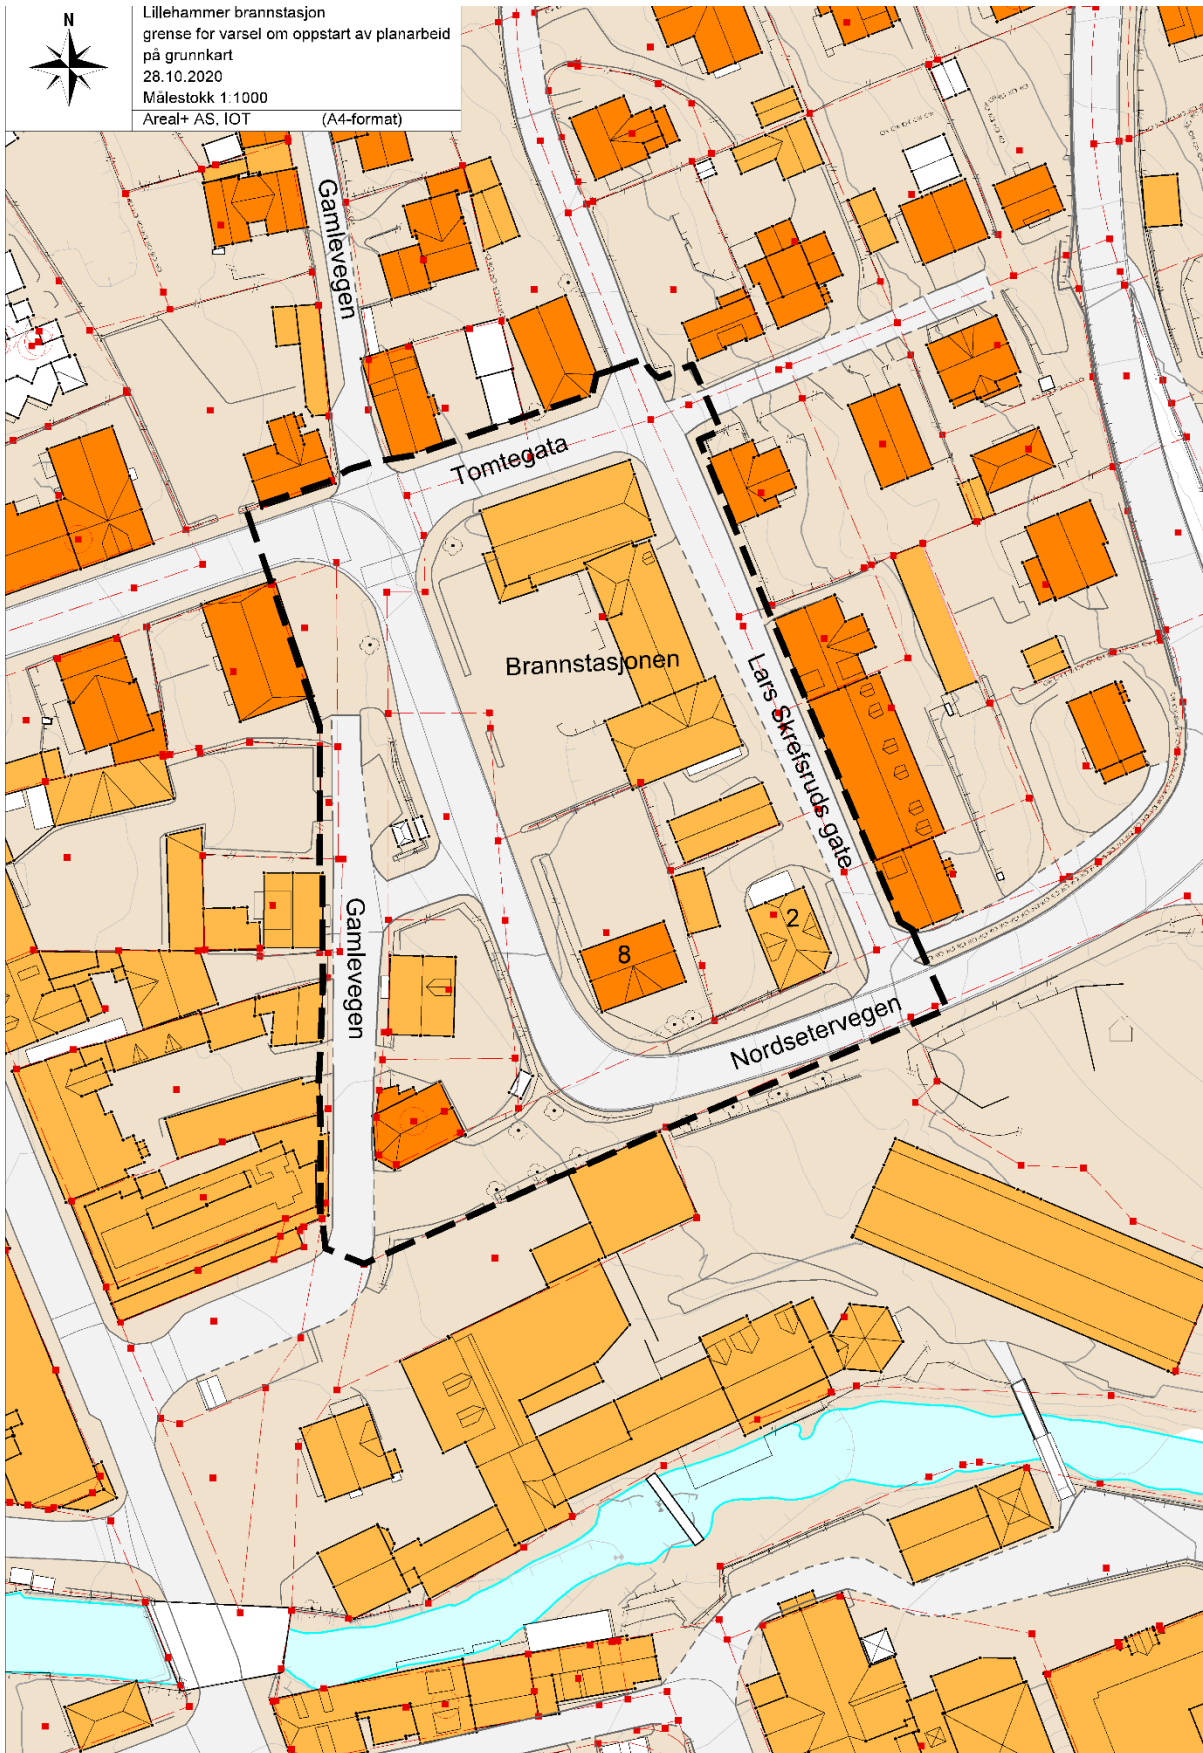 N
Lillehammer brannstasjon
grense for varsel om oppstart av planarbeid
på grunnkart
28.10.2020
Målestokk 1:1000
Areal+ AS, IOT (A4-format)
Gamlevegen
Tomtegata
Brannstasjonen
Lars Skrefsruds gate
Gamlevegen
2
8
Nordsetervegen